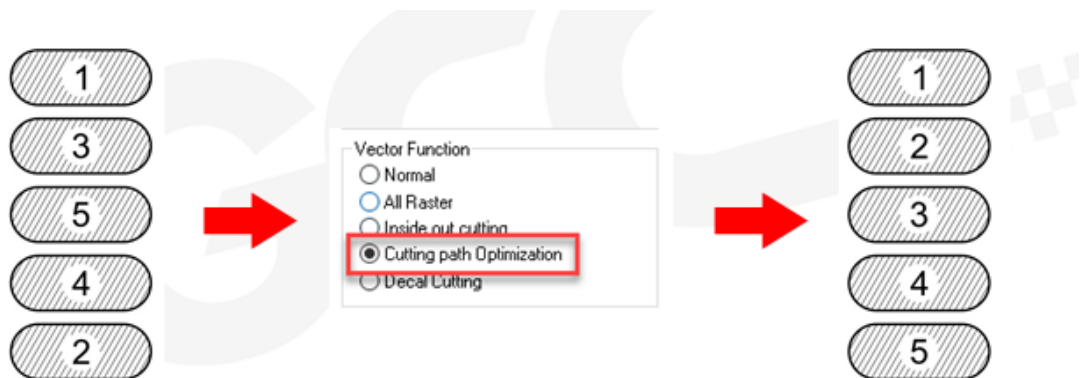 1
3
5
4
2
Vector Function
Normal
All Raster
Inside out cutting
Cutting path Optimization
Decal Cutting
1
2
3
4
5